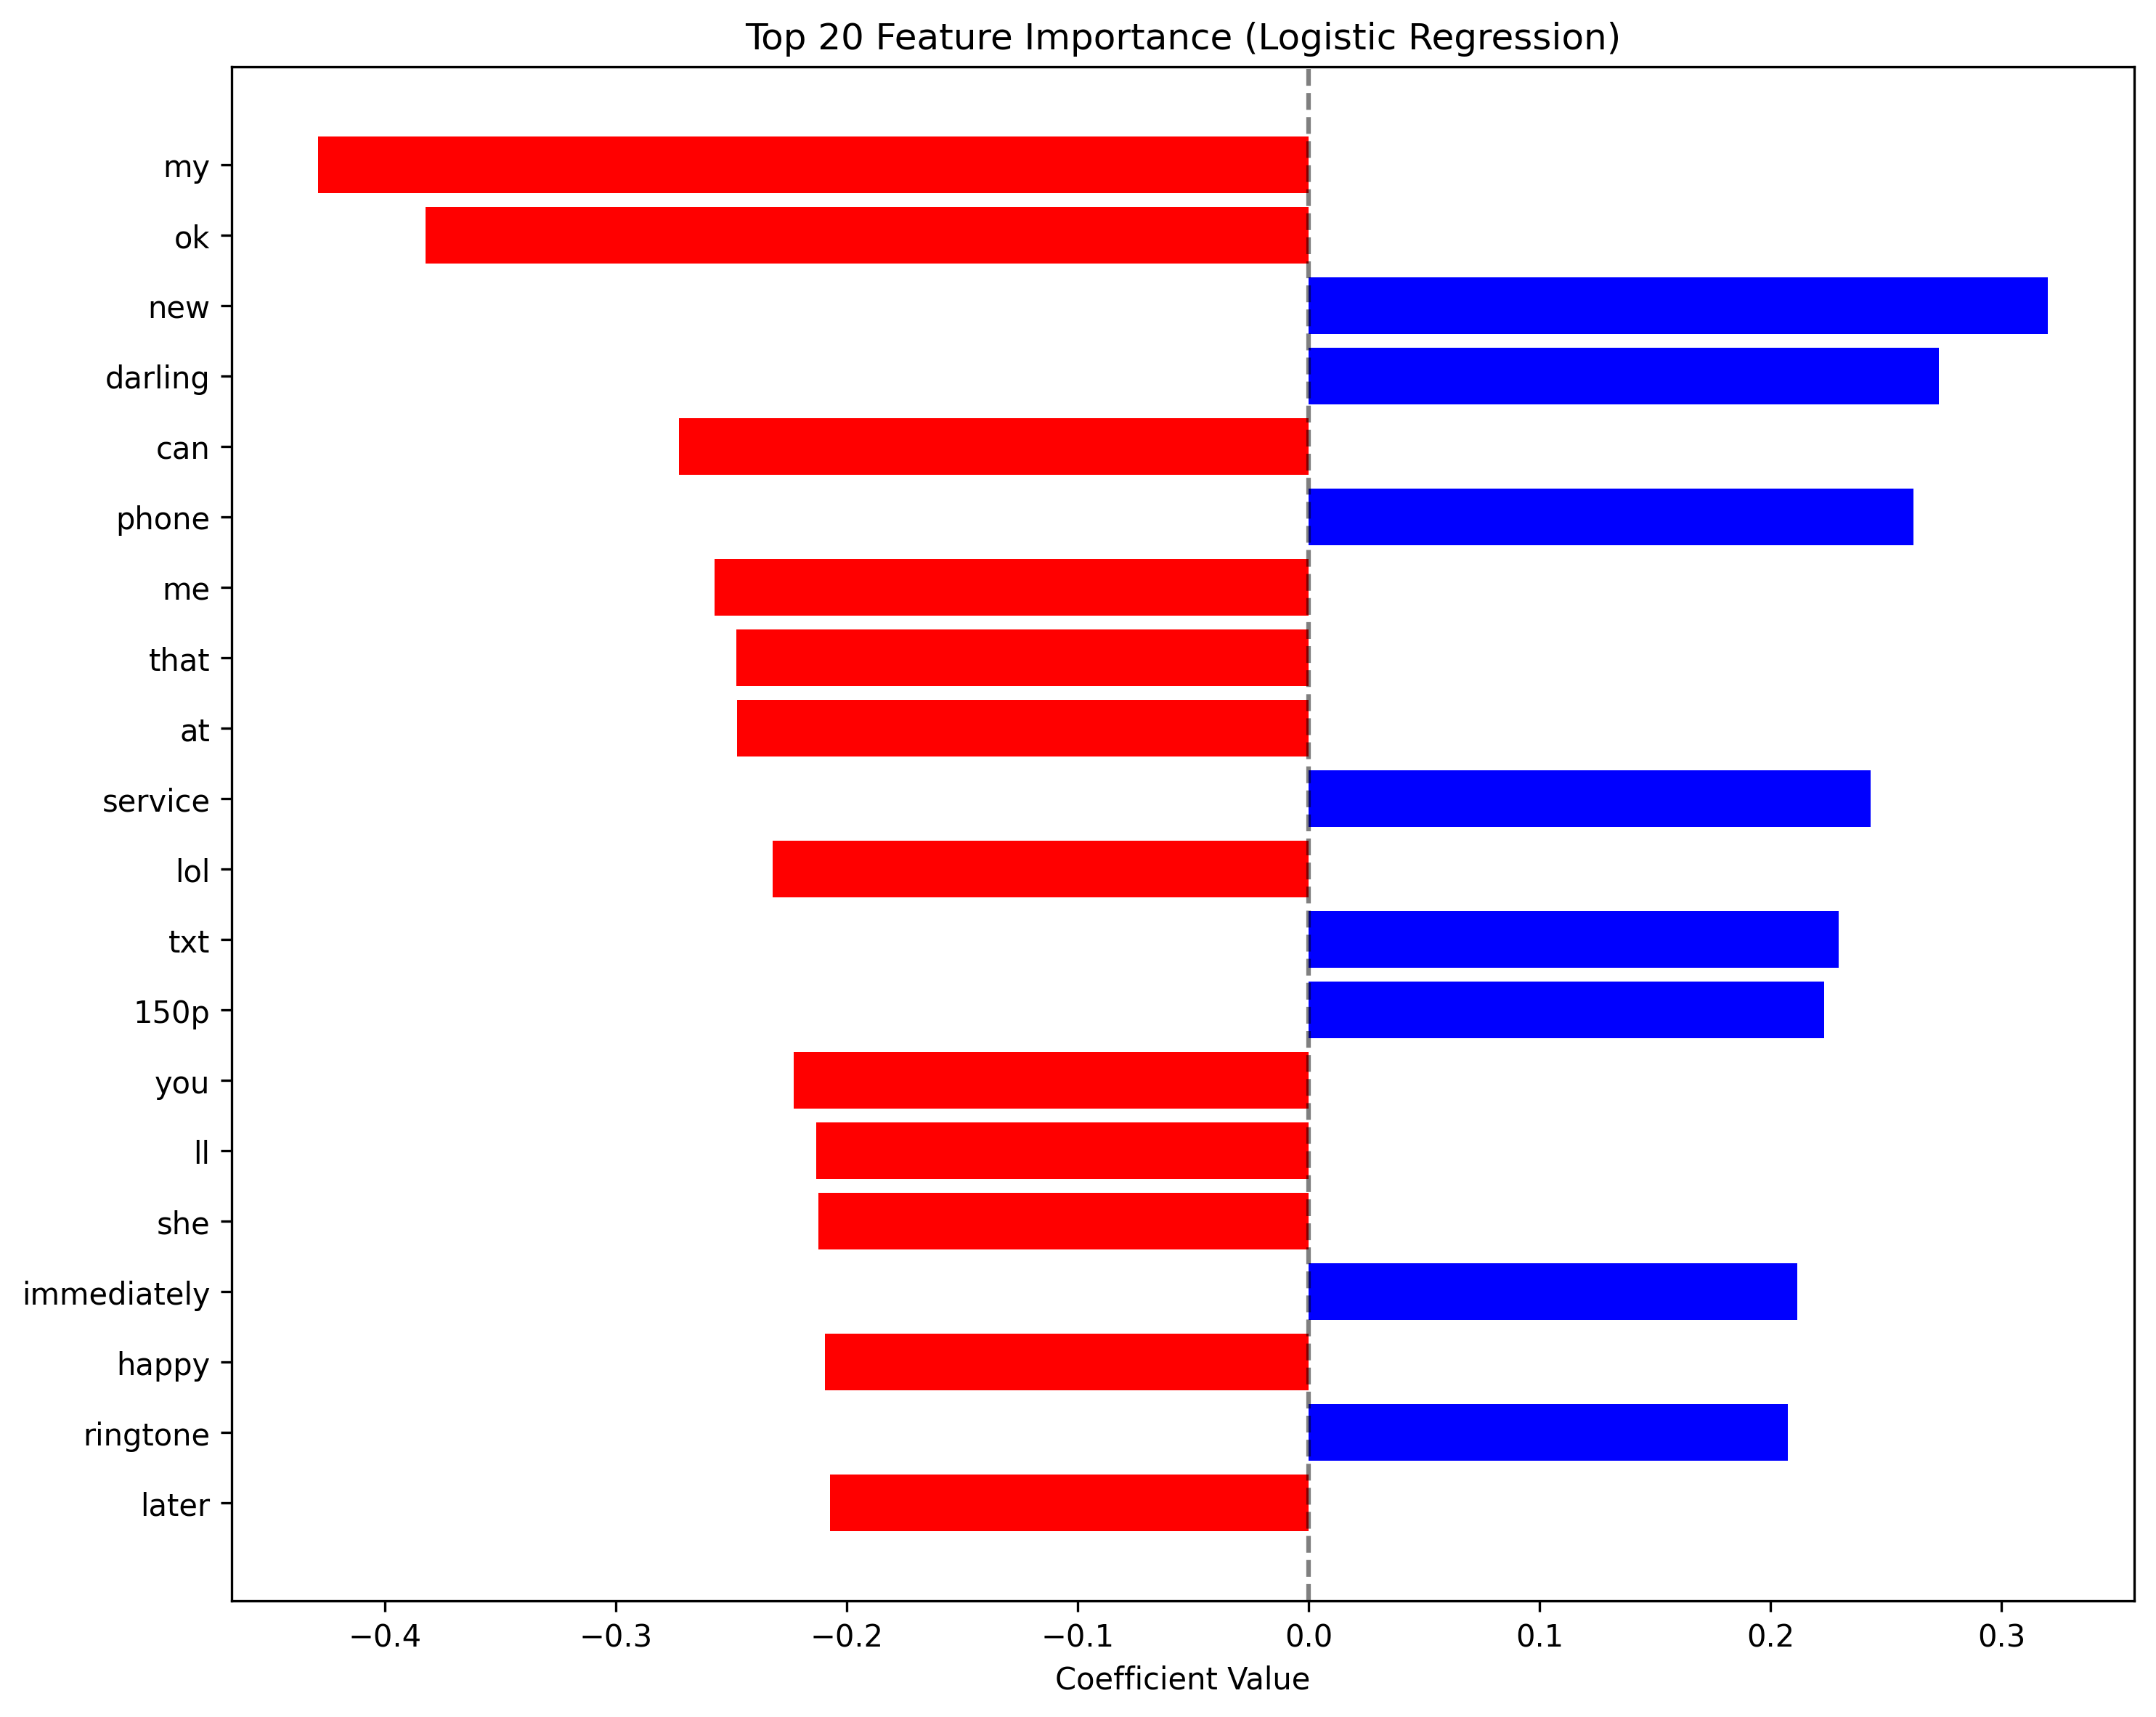 Top 20 Feature Importance (Logistic Regression)
my
ok
new
darling
can
phone
me
that
at
service
lol
txt
150p
you
ll
she
immediately
happy
ringtone
later
−0.4 −0.3 −0.2 −0.1 0.0 0.1 0.2 0.3
Coefficient Value